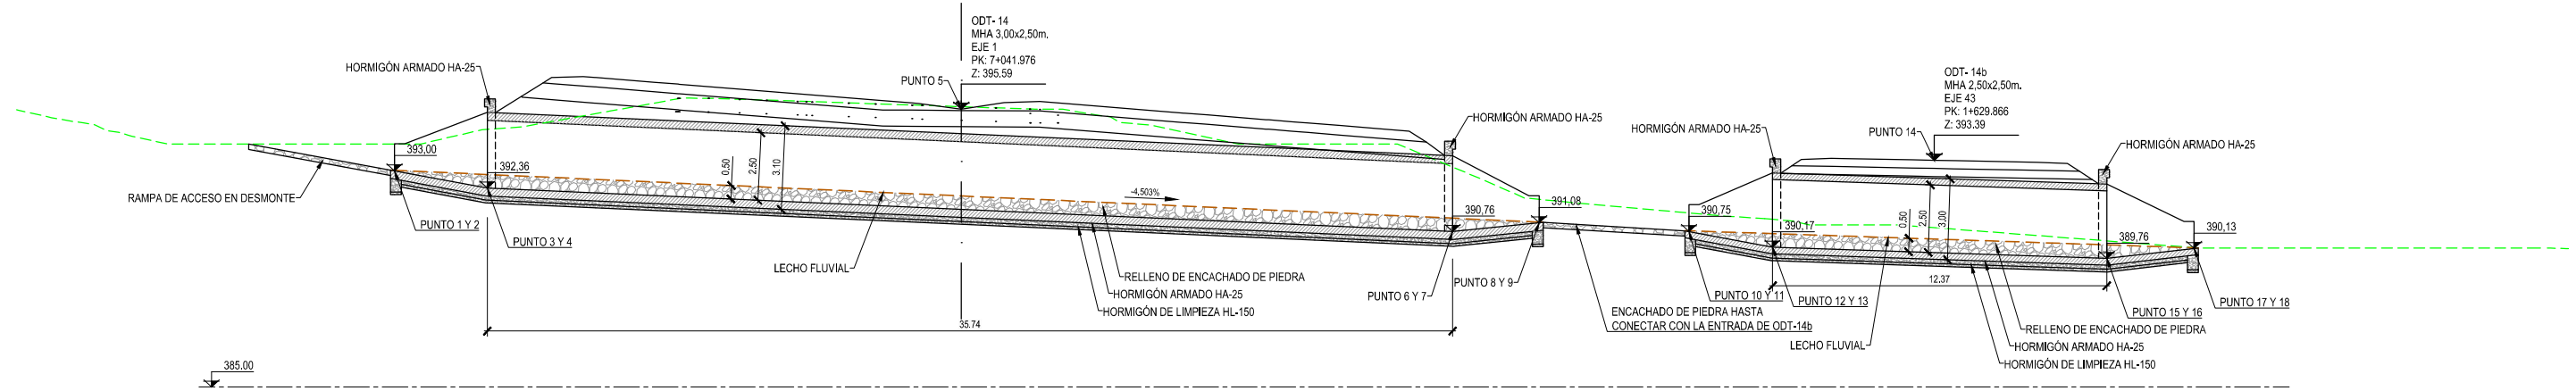 ODT- 14
MHA 3,00x2,50m.
EJE 1
PK: 7+041.976
Z: 395.59
HORMIGÓN ARMADO HA-25
PUNTO 5
393,00
392,36
0.50
2.50
3.10
-4,503%
RAMPA DE ACCESO EN DESMONTE
PUNTO 1 Y 2
PUNTO 3 Y 4
LECHO FLUVIAL
RELLENO DE ENCACHADO DE PIEDRA
HORMIGÓN ARMADO HA-25
HORMIGÓN DE LIMPIEZA HL-150
35.74
HORMIGÓN ARMADO HA-25
390,76
391,08
PUNTO 6 Y 7
PUNTO 8 Y 9
ENCACHADO DE PIEDRA HASTA
CONECTAR CON LA ENTRADA DE ODT-14b
ODT- 14b
MHA 2,50x2,50m.
EJE 43
PK: 1+629.866
Z: 393.39
HORMIGÓN ARMADO HA-25
PUNTO 14
HORMIGÓN ARMADO HA-25
390,75
390,17
0.50
2.50
3.00
389,76
390,13
PUNTO 10 Y 11
PUNTO 12 Y 13
12.37
PUNTO 15 Y 16
PUNTO 17 Y 18
LECHO FLUVIAL
RELLENO DE ENCACHADO DE PIEDRA
HORMIGÓN ARMADO HA-25
HORMIGÓN DE LIMPIEZA HL-150
385.00